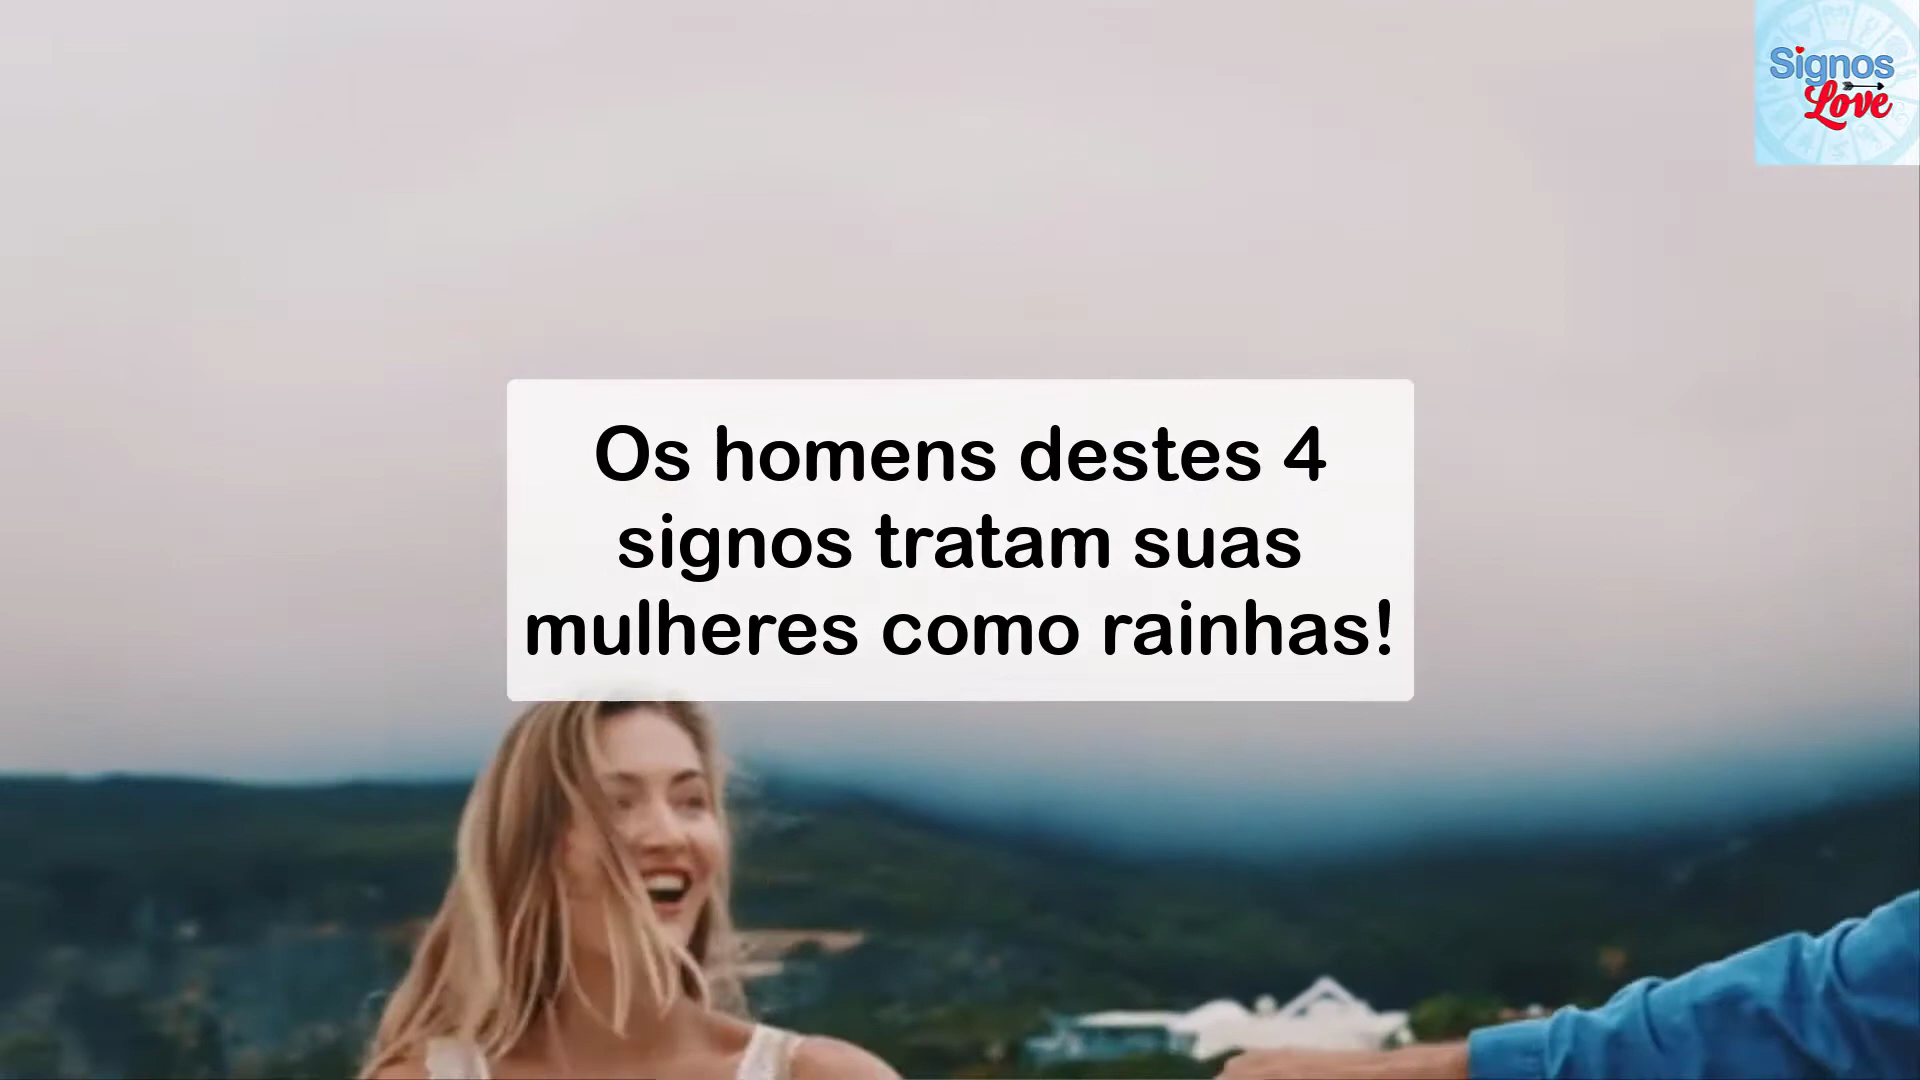 Signos
Love
Os homens destes 4
signos tratam suas
mulheres como rainhas!